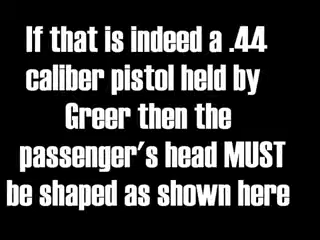 If that is indeed a .44
caliber pistol held by
Greer then the
passenger's head MUST
be shaped as shown here